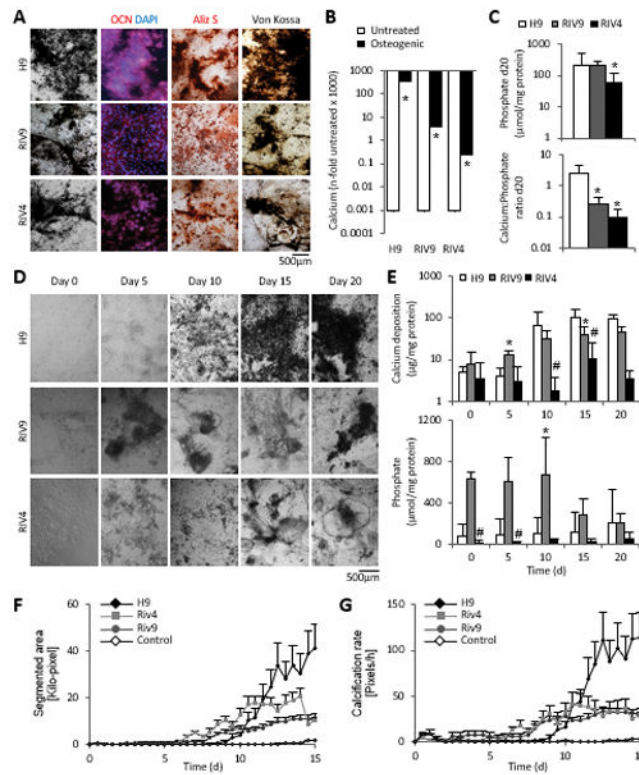 A
OCN DAPI
Aliz S
Von Kossa
H9
RIV9
RIV4
500µm
B
Untreated
Osteogenic
Calcium (n-fold untreated x 1000)
1000
100
10
1
0.1
0.01
0.001
0.0001
*
*
*
H9 RIV9 RIV4
C
H9 RIV9 RIV4
Phosphate d20
(µmol/mg protein)
1000
100
10
1
*
Calcium:Phosphate
ratio d20
10
1
0.1
0.01
*
*
D
Day 0 Day 5 Day 10 Day 15 Day 20
H9
RIV9
RIV4
500µm
E
H9 RIV9 RIV4
Calcium deposition
(µg/mg protein)
1000
100
10
1
*
#
*
#
0 5 10 15 20
Phosphate
(µmol/mg protein)
1200
800
400
0
#
#
*
0 5 10 15 20
Time (d)
F
H9
Riv4
Riv9
Control
Segmented area
[Kilo-pixel]
60
40
20
0
0 5 10 15
Time (d)
G
H9
Riv4
Riv9
Control
Calcification rate
[Pixels/h]
150
100
50
0
0 5 10
Time (d)